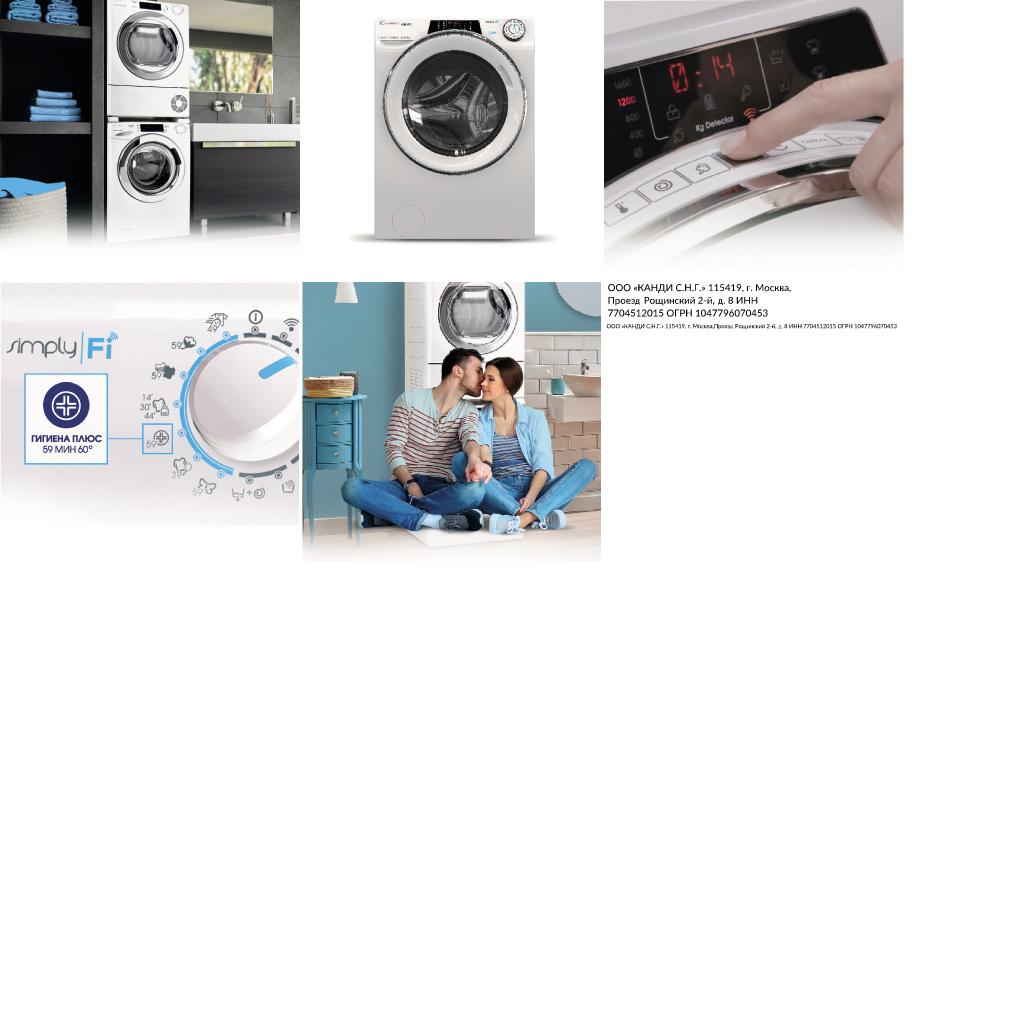 CANDY
0:14
1600
1200
800
400
Kg Detector
ООО «КАНДИ С.Н.Г.» 115419, г. Москва,
Проезд Рощинский 2-й, д. 8 ИНН
7704512015 ОГРН 1047796070453
ООО «КАНДИ С.Н.Г.» 115419, г. Москва,Проезд Рощинский 2-й, д. 8 ИНН 7704512015 ОГРН 1047796070453
simply Fi
ГИГИЕНА ПЛЮС
59 МИН 60°
49'
59'
59'
14'
30'
44'
59'
39'
59'